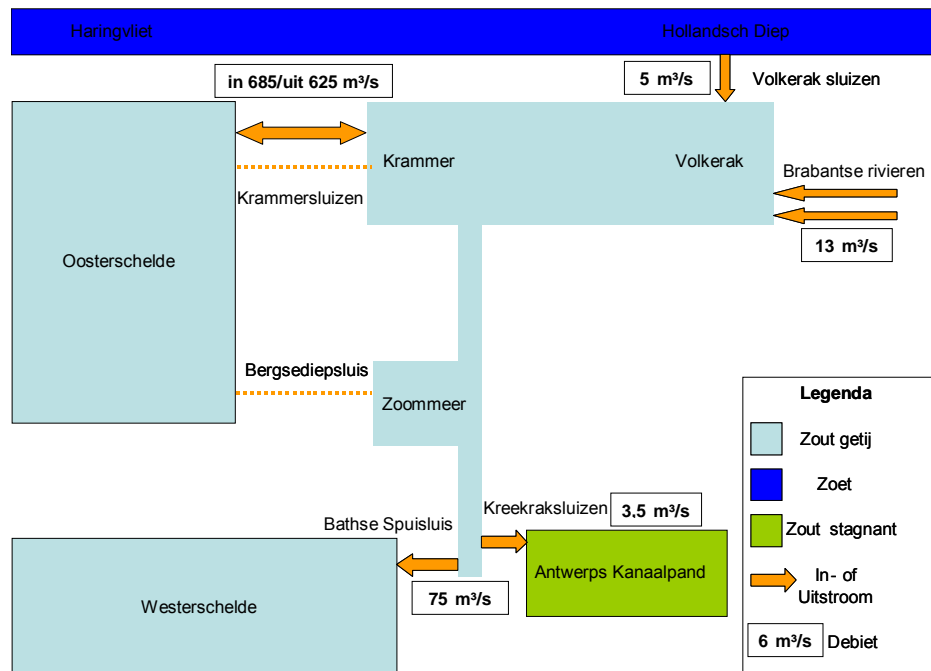 Haringvliet
Hollandsch Diep
in 685/uit 625 m³/s
5 m³/s
Volkerak sluizen
Krammer
Volkerak
Brabantse rivieren
Krammersluizen
13 m³/s
Oosterschelde
Bergsediepsluis
Zoommeer
Legenda
Zout getij
Zoet
Zout stagnant
In- of
Uitstroom
6 m³/s
Debiet
Kreekraksluizen
3,5 m³/s
Bathse Spuisluis
Antwerps Kanaalpand
75 m³/s
Westerschelde